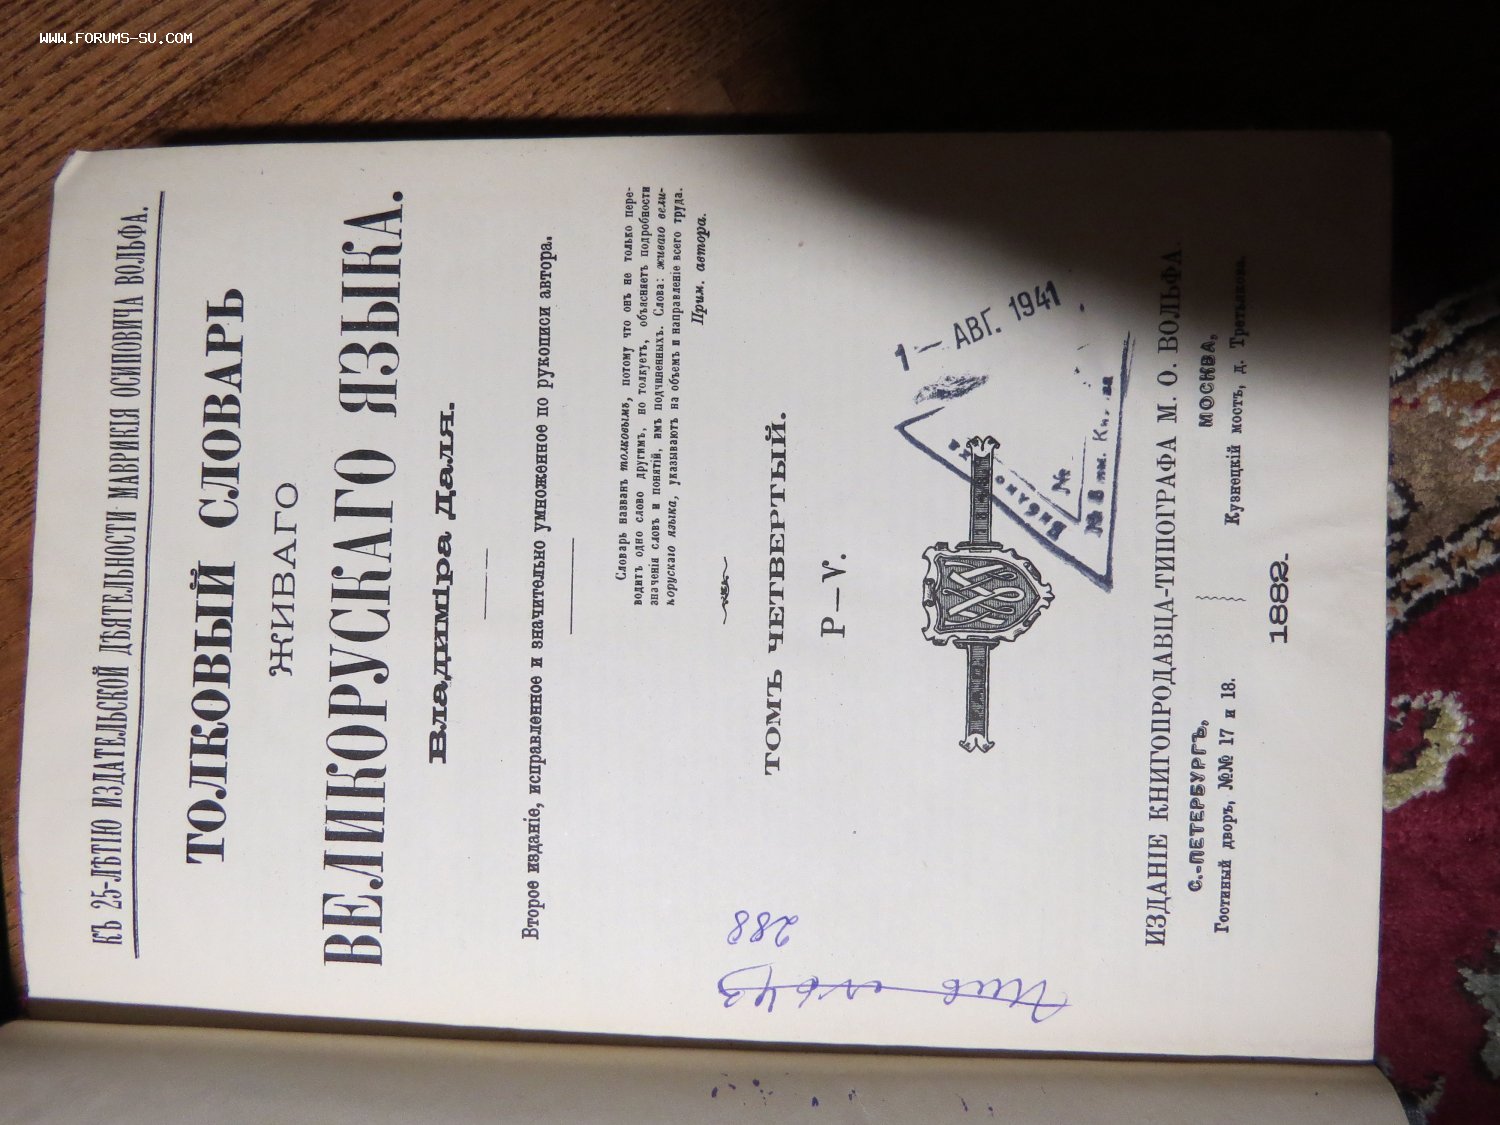 WWW.FORUMS-SU.COM
КЪ 25-ЛѢТІЮ ИЗДАТЕЛЬСКОЙ ДѢЯТЕЛЬНОСТИ МАВРИКІЯ ОСИПОВИЧА ВОЛЬФА.
ТОЛКОВЫЙ СЛОВАРЬ
ЖИВАГО
ВЕЛИКОРУСКАГО ЯЗЫКА.
Владиміра Даля.
Второе изданіе, исправленное и значительно умноженное по рукописи автора.
Словарь названъ толковымъ, потому что онъ не только пере-
водитъ одно слово другимъ, но толкуетъ, объясняетъ подробности
значенія словъ и понятій, имъ подчиненныхъ. Слова: живаго вели-
корускаго языка, указываютъ на объемъ и направленіе всего труда.
Прим. автора.
ТОМЪ ЧЕТВЕРТЫЙ.
Р—Ѵ.
288
1 — АВГ. 1941
№
№ 8 им.
ИЗДАНІЕ КНИГОПРОДАВЦА-ТИПОГРАФА М. О. ВОЛЬФА.
С.-ПЕТЕРБУРГЪ,
Гостиный дворъ, №№ 17 и 18.
МОСКВА,
Кузнецкій мостъ, д. Третьякова.
1882.